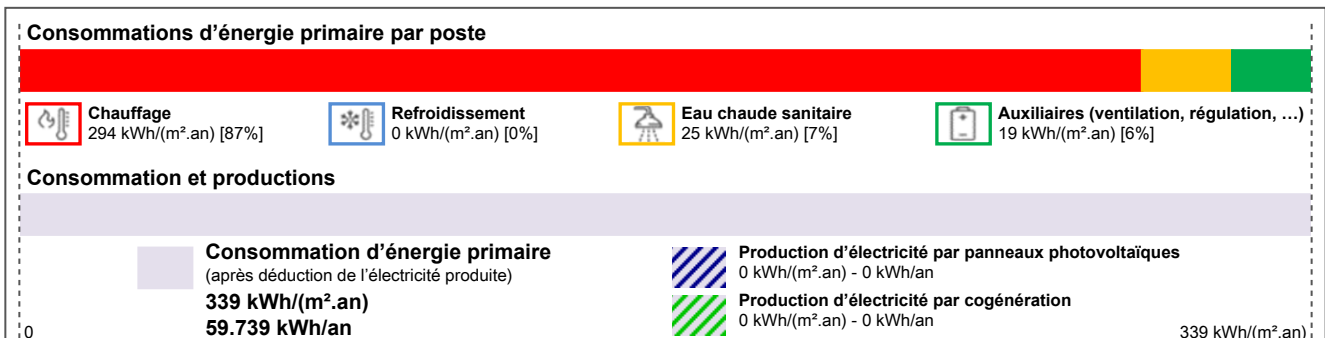 Consommations d’énergie primaire par poste
Chauffage
294 kWh/(m².an) [87%]
Refroidissement
0 kWh/(m².an) [0%]
Eau chaude sanitaire
25 kWh/(m².an) [7%]
Auxiliaires (ventilation, régulation, …)
19 kWh/(m².an) [6%]
Consommation et productions
Consommation d’énergie primaire
(après déduction de l’électricité produite)
339 kWh/(m².an)
59.739 kWh/an
Production d’électricité par panneaux photovoltaïques
0 kWh/(m².an) - 0 kWh/an
Production d’électricité par cogénération
0 kWh/(m².an) - 0 kWh/an
0
339 kWh/(m².an)